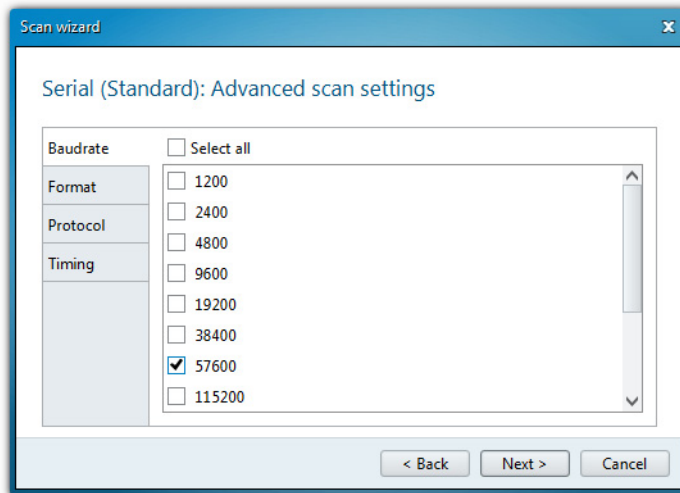 Scan wizard
Serial (Standard): Advanced scan settings
Baudrate
Select all
Format
Protocol
Timing
1200
2400
4800
9600
19200
38400
57600
115200
< Back
Next >
Cancel